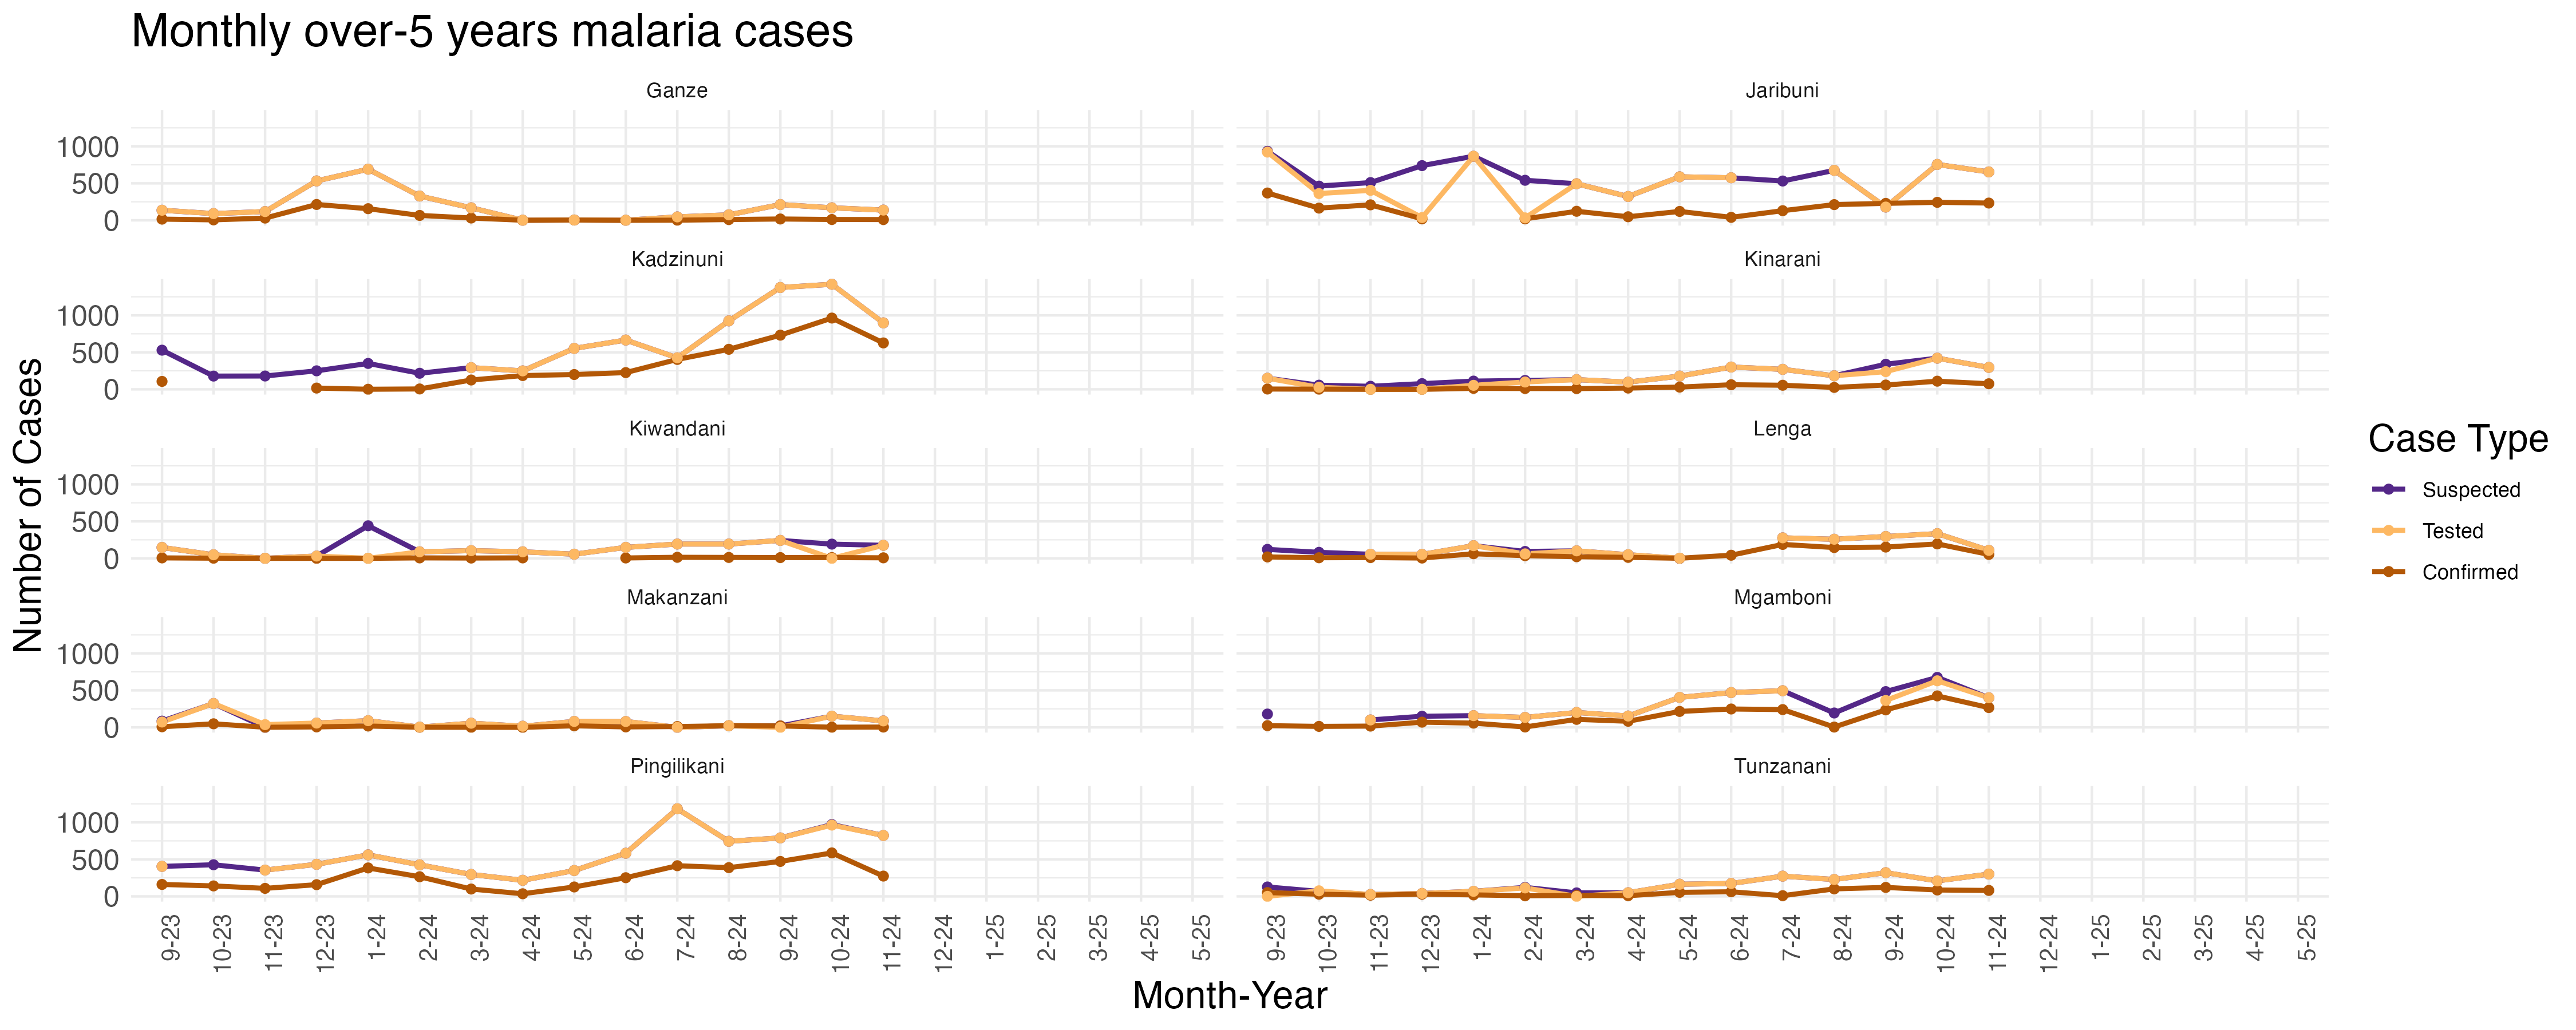 Monthly over-5 years malaria cases
Ganze
Jaribuni
1000
500
0
Kadzinuni
Kinarani
1000
500
0
Kiwandani
Lenga
1000
500
0
Makanzani
Mgamboni
1000
500
0
Pingilikani
Tunzanani
1000
500
0
9-23 10-23 11-23 12-23 1-24 2-24 3-24 4-24 5-24 6-24 7-24 8-24 9-24 10-24 11-24 12-24 1-25 2-25 3-25 4-25 5-25
9-23 10-23 11-23 12-23 1-24 2-24 3-24 4-24 5-24 6-24 7-24 8-24 9-24 10-24 11-24 12-24 1-25 2-25 3-25 4-25 5-25
Month-Year
Number of Cases
Case Type
Suspected
Tested
Confirmed